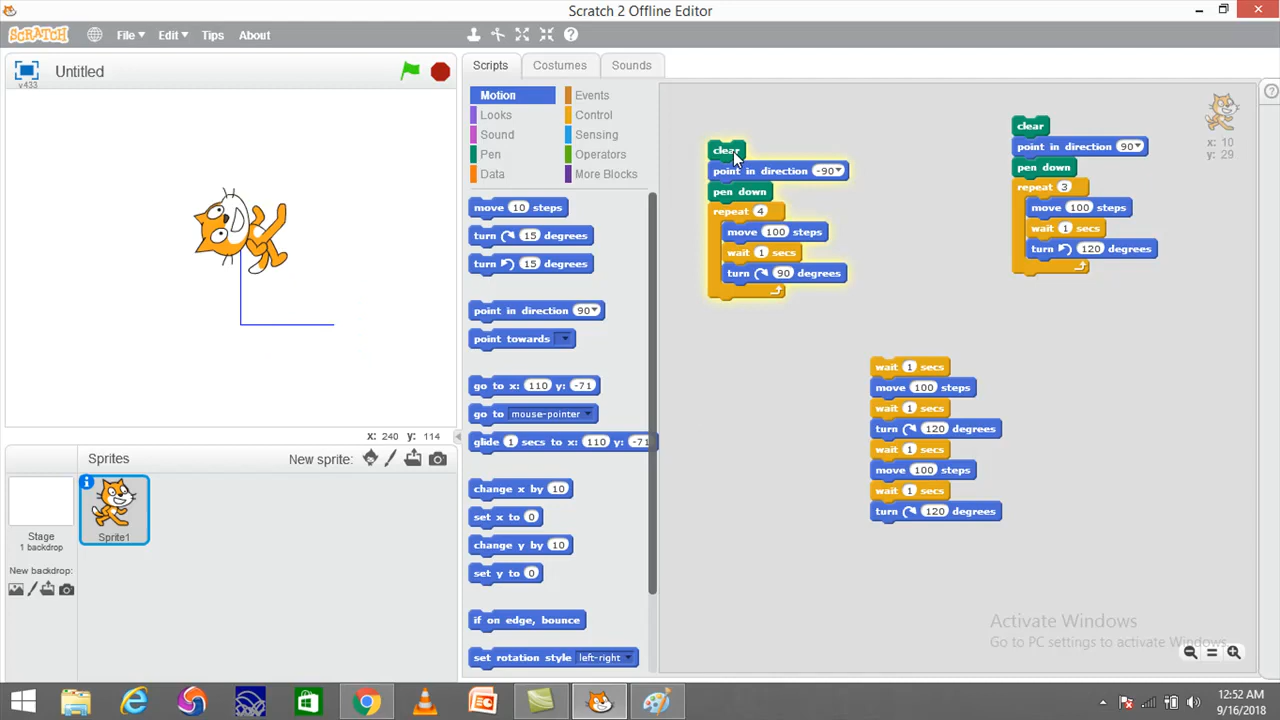 Scratch 2 Offline Editor
SCRATCH File Edit Tips About
v433 Untitled
Scripts Costumes Sounds
Motion Events
Looks Control
Sound Sensing
Pen Operators
Data More Blocks
move 10 steps
turn 15 degrees
turn 15 degrees
point in direction 90
point towards
go to x: 110 y: -71
go to mouse-pointer
glide 1 secs to x: 110 y: -71
change x by 10
set x to 0
change y by 10
set y to 0
if on edge, bounce
set rotation style left-right
clear
point in direction -90
pen down
repeat 4
move 100 steps
wait 1 secs
turn 90 degrees
clear
point in direction 90
pen down
repeat 3
move 100 steps
wait 1 secs
turn 120 degrees
x: 10
y: 29
wait 1 secs
move 100 steps
wait 1 secs
turn 120 degrees
wait 1 secs
move 100 steps
wait 1 secs
turn 120 degrees
x: 240 y: 114
Sprites New sprite:
Stage
1 backdrop
New backdrop:
Sprite1
Activate Windows
Go to PC settings to activate Windows.
12:52 AM
9/16/2018